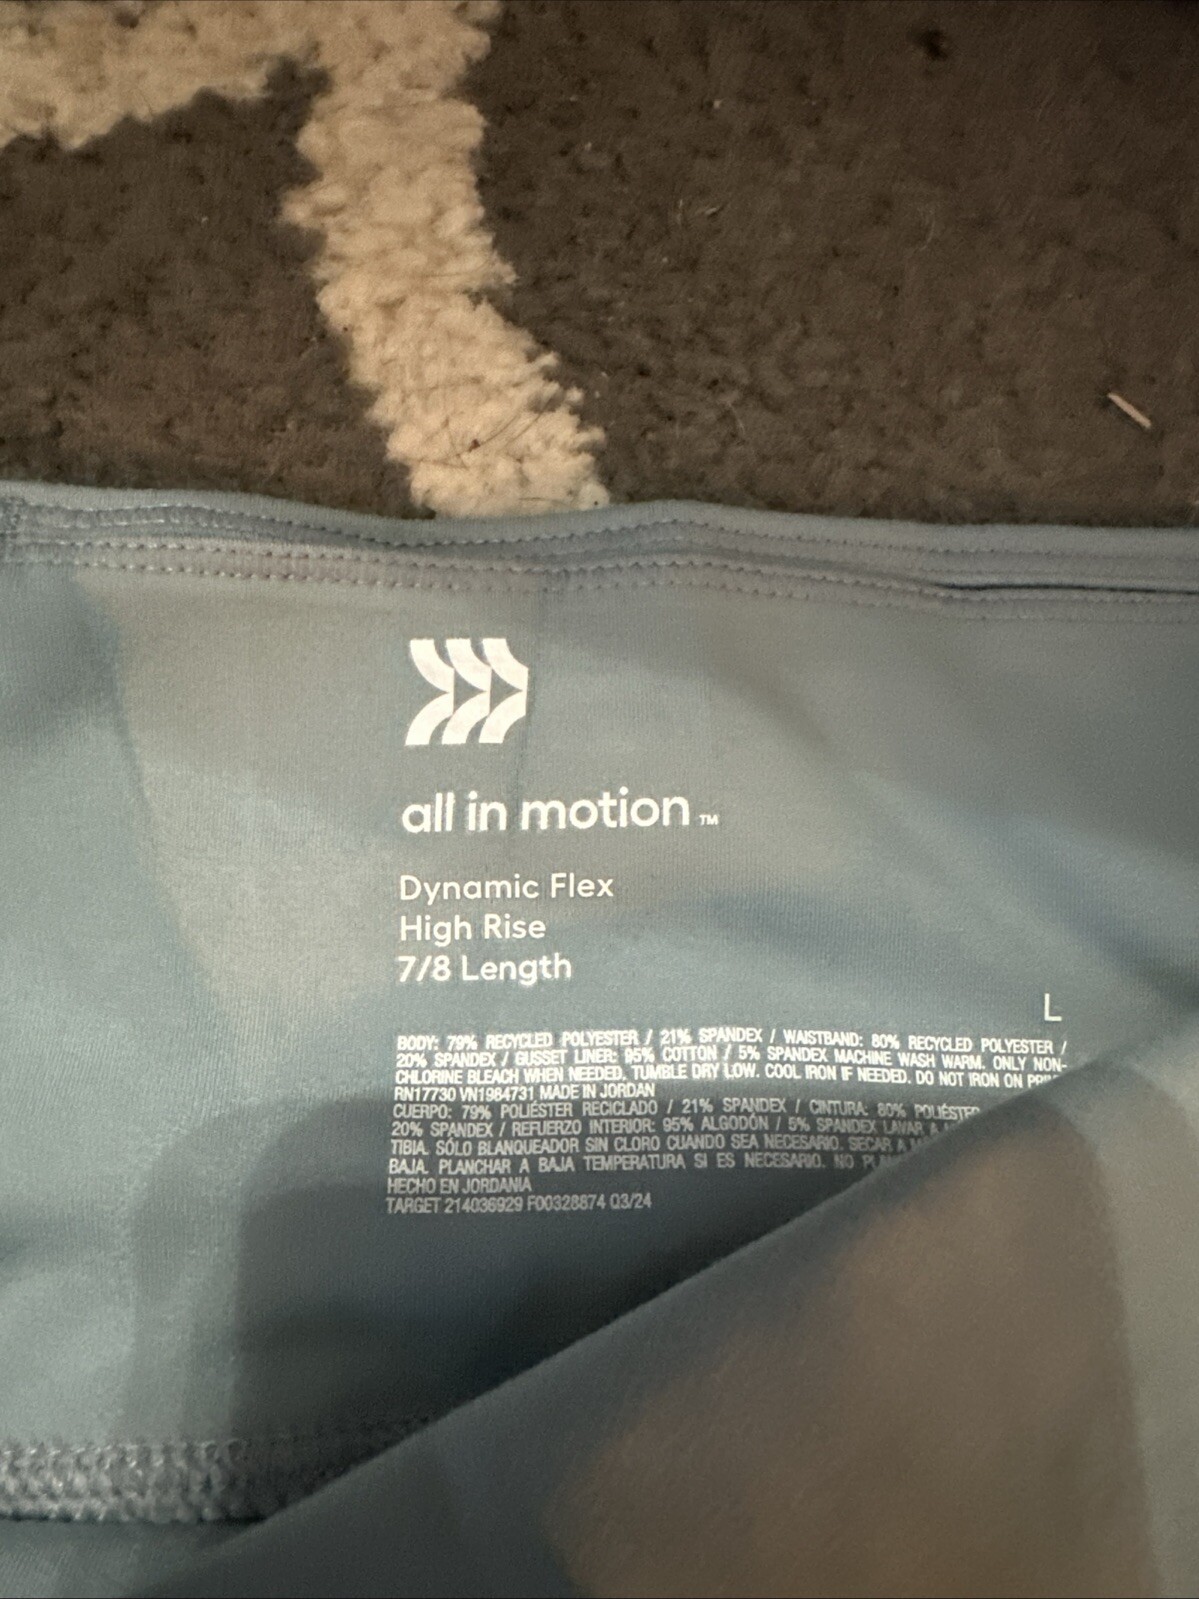 all in motion™
Dynamic Flex
High Rise
7/8 Length
L
BODY: 79% RECYCLED POLYESTER / 21% SPANDEX / WAISTBAND: 80% RECYCLED POLYESTER /
20% SPANDEX / GUSSET LINER: 95% COTTON / 5% SPANDEX MACHINE WASH WARM. ONLY NON-
CHLORINE BLEACH WHEN NEEDED. TUMBLE DRY LOW. COOL IRON IF NEEDED. DO NOT IRON ON
RN17730 VN1984731 MADE IN JORDAN
CUERPO: 79% POLIÉSTER RECICLADO / 21% SPANDEX / CINTURA: 80% POLIÉSTER
20% SPANDEX / REFUERZO INTERIOR: 95% ALGODÓN / 5% SPANDEX LAVAR A
TIBIA. SÓLO BLANQUEADOR SIN CLORO CUANDO SEA NECESARIO. SECAR A
BAJA. PLANCHAR A BAJA TEMPERATURA SI ES NECESARIO. NO
HECHO EN JORDANIA
TARGET 214036929 F00328874 Q3/24